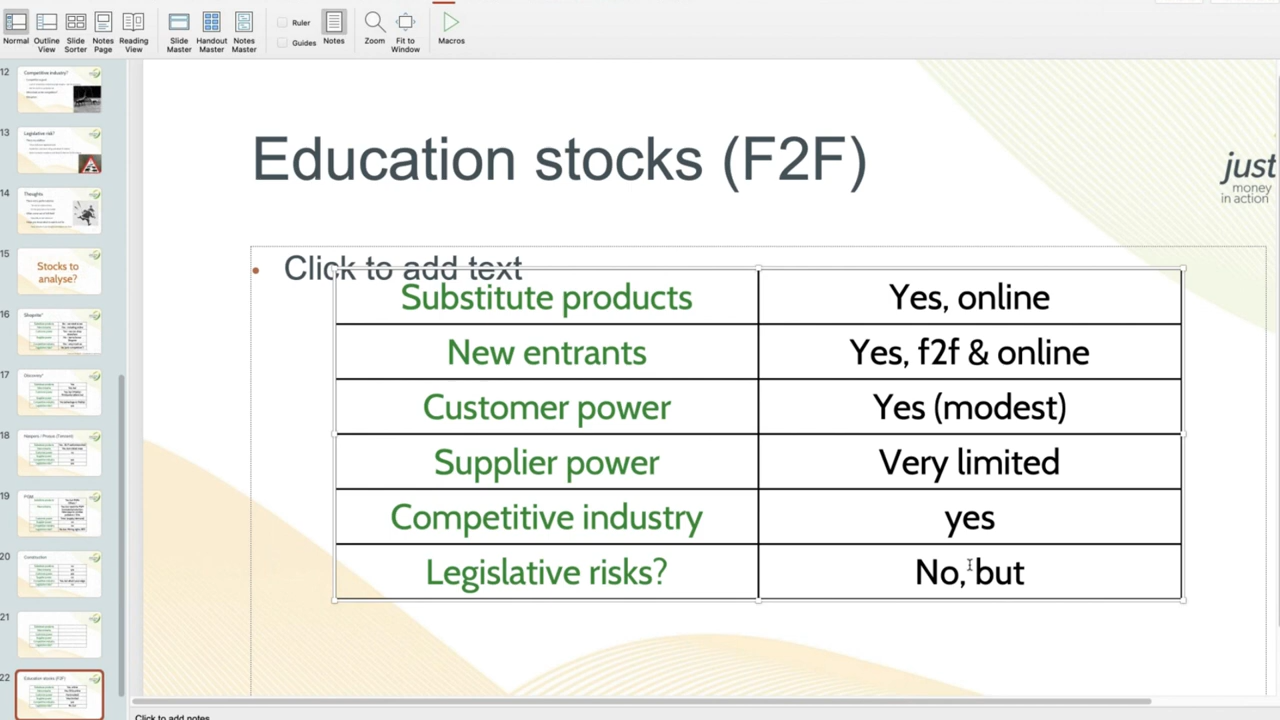 Normal
Outline View
Slide Sorter
Notes Page
Reading View
Slide Master
Handout Master
Notes Master
Ruler
Guides
Notes
Zoom
Fit to Window
Macros
12
Competitive industry?
13
Legislative risk?
14
Thoughts
15
Stocks to
analyse?
16
17
18
19
20
Construction
21
22
Education stocks (F2F)
Education stocks (F2F)
just
money
in action
Click to add text
Substitute products Yes, online
New entrants Yes, f2f & online
Customer power Yes (modest)
Supplier power Very limited
Competitive industry yes
Legislative risks? No, but
Click to add notes